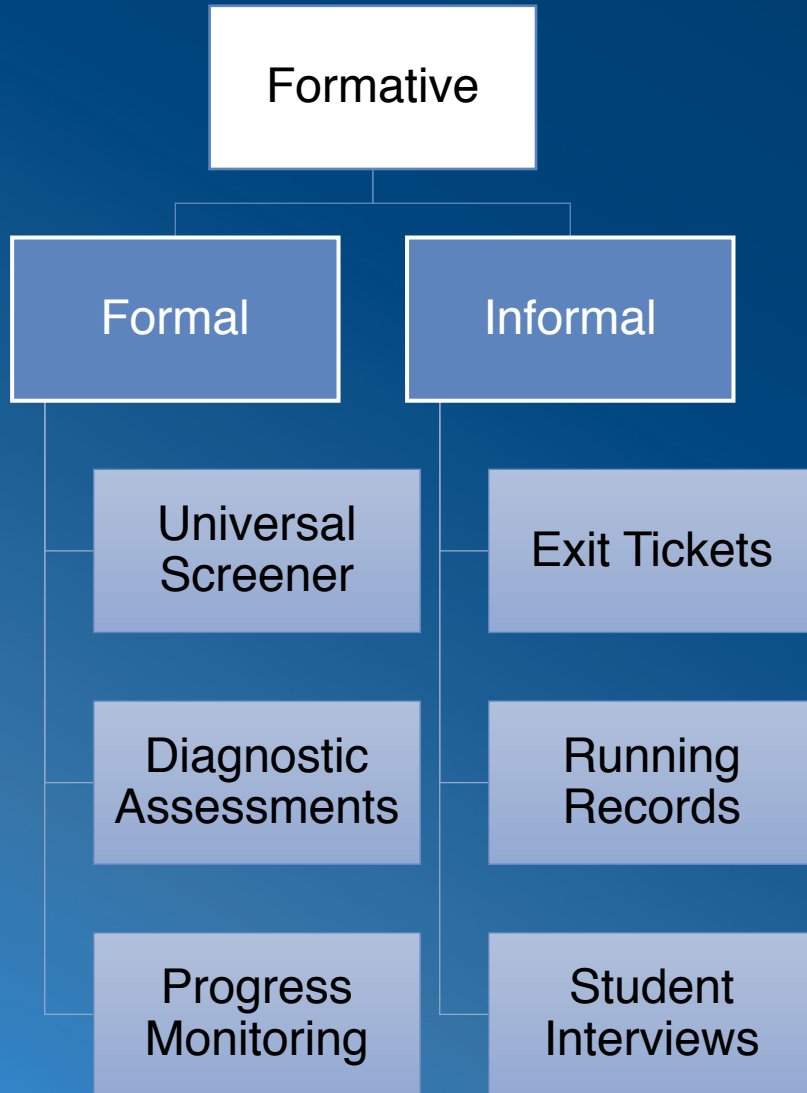 Formative
Formal
Informal
Universal
Screener
Exit Tickets
Diagnostic
Assessments
Running
Records
Progress
Monitoring
Student
Interviews